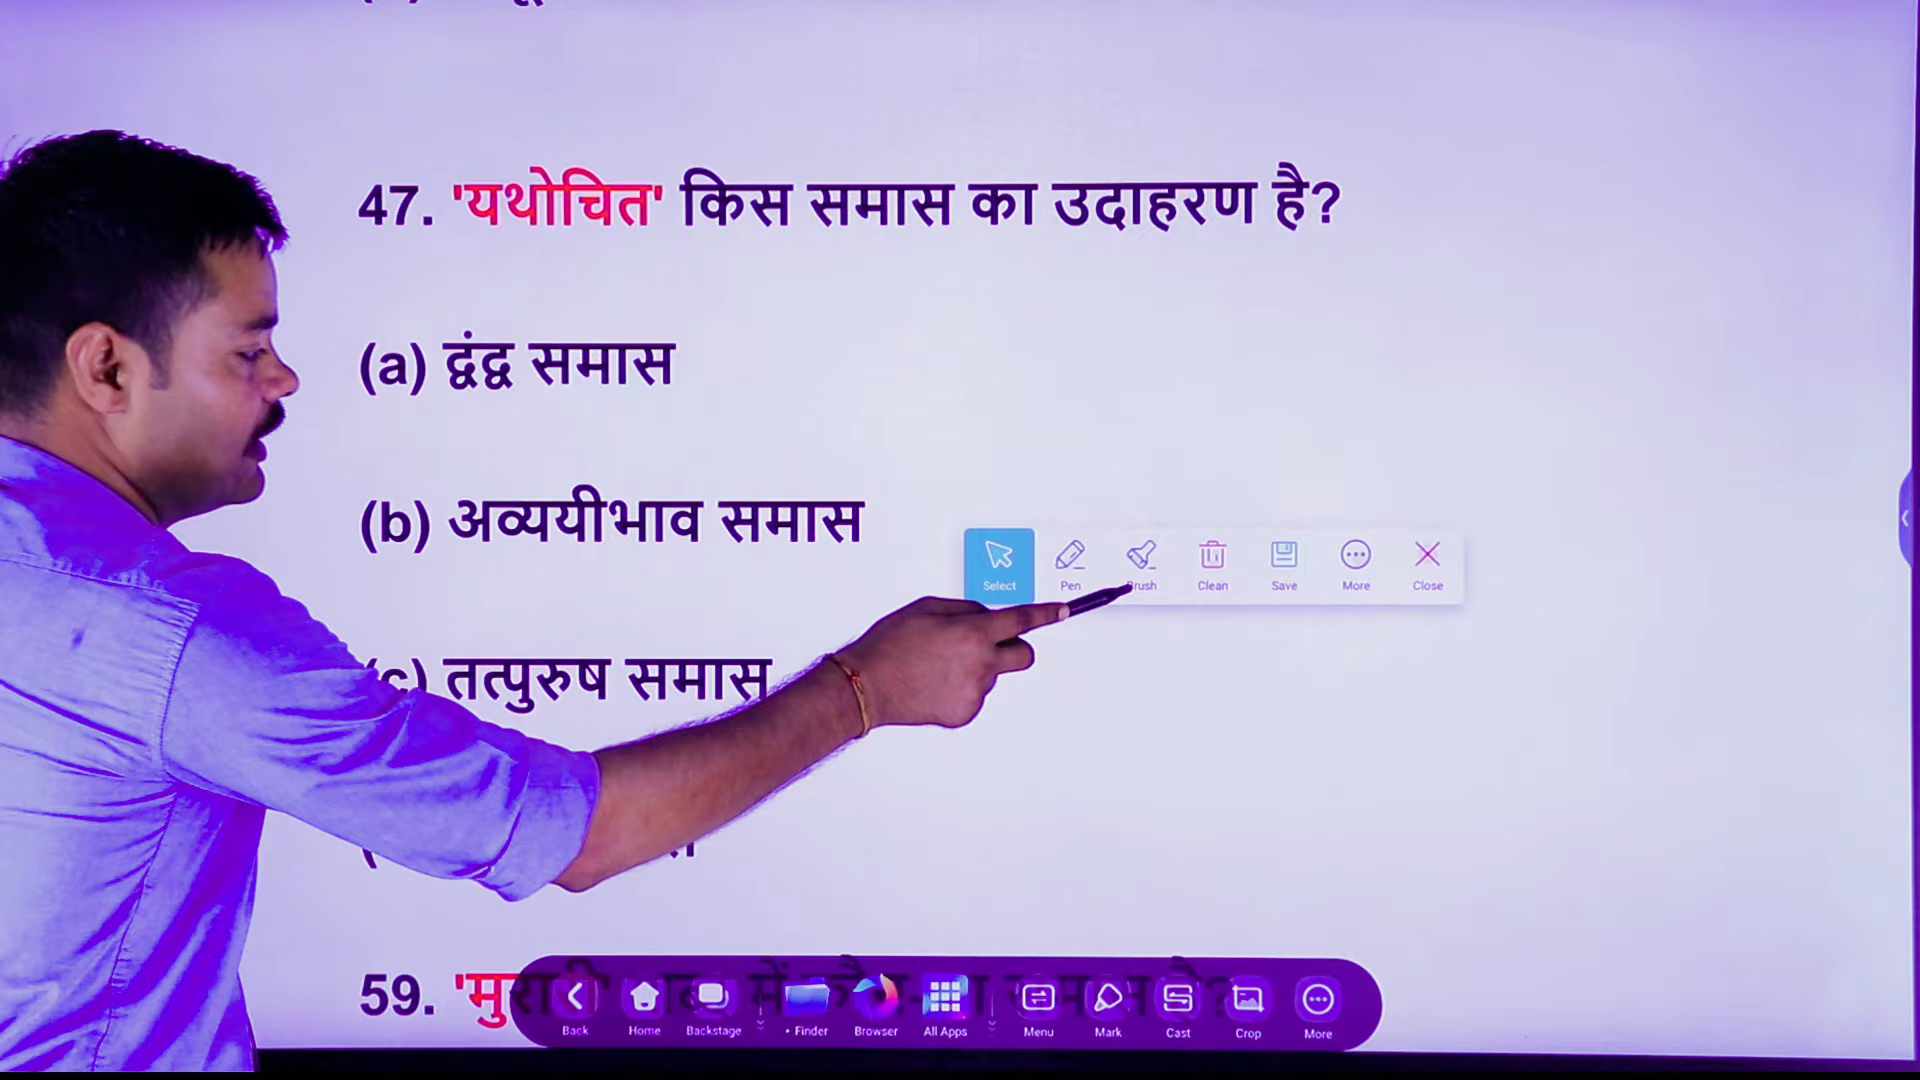 47. 'यथोचित' किस समास का उदाहरण है?
(a) द्वंद्व समास
(b) अव्ययीभाव समास
Select Pen Brush Clean Save More Close
(c) तत्पुरुष समास
59.
Back Home Backstage • Finder Browser All Apps Menu Mark Cast Crop More